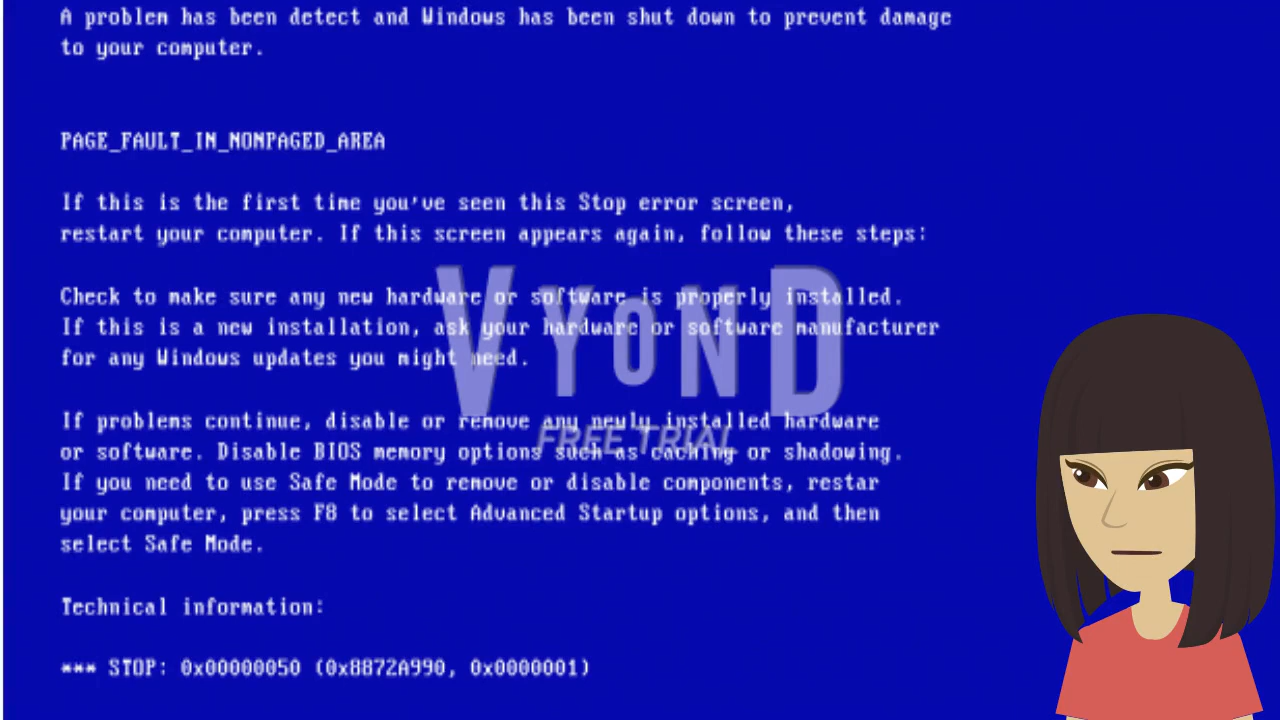 A problem has been detect and Windows has been shut down to prevent damage
to your computer.
PAGE_FAULT_IN_NONPAGED_AREA
If this is the first time you've seen this Stop error screen,
restart your computer. If this screen appears again, follow these steps:
Check to make sure any new hardware or software is properly installed.
If this is a new installation, ask your hardware or software manufacturer
for any Windows updates you might need.
VYOND
FREE TRIAL
If problems continue, disable or remove any newly installed hardware
or software. Disable BIOS memory options such as caching or shadowing.
If you need to use Safe Mode to remove or disable components, restar
your computer, press F8 to select Advanced Startup options, and then
select Safe Mode.
Technical information:
*** STOP: 0x00000050 (0x8872A990, 0x0000001)